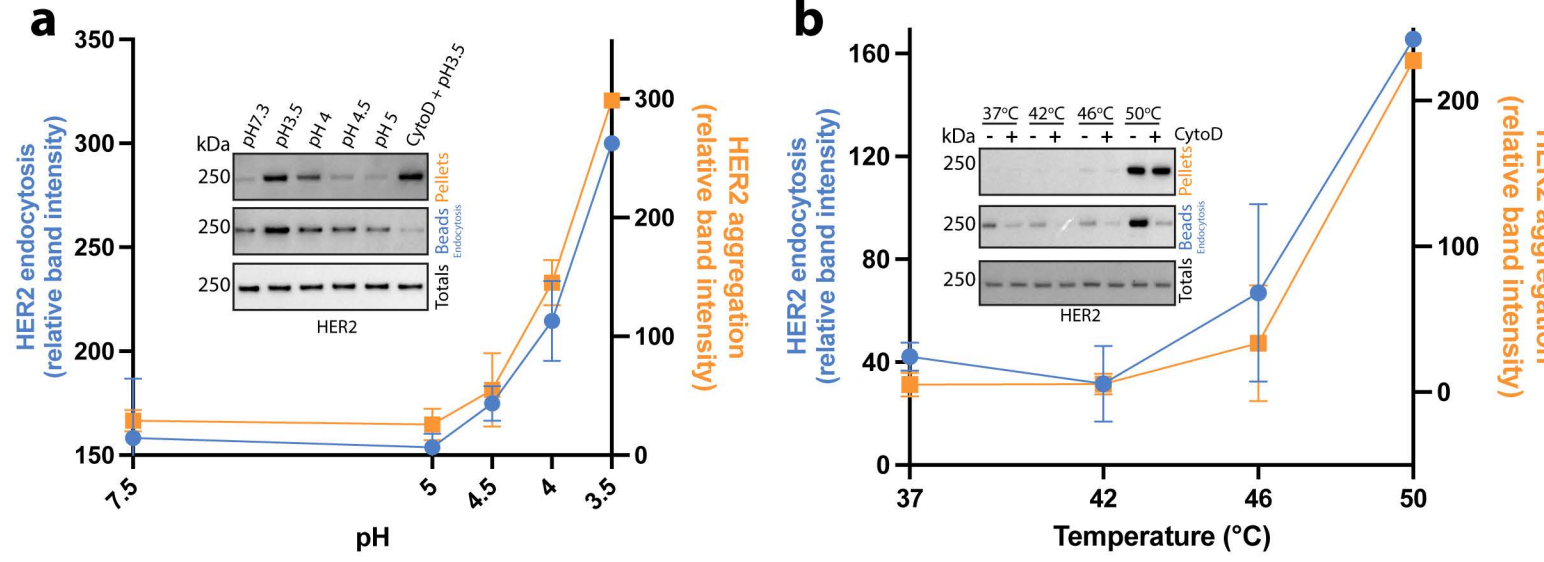 a
HER2 endocytosis
(relative band intensity)
350
300
250
200
150
kDa
pH7.3
pH3.5
pH 4
pH 4.5
pH 5
CytoD + pH3.5
250
Pellets
250
Beads
Endocytosis
250
Totals
HER2
300
200
100
0
HER2 aggregation
(relative band intensity)
7.5
5
4.5
4
3.5
pH
b
HER2 endocytosis
(relative band intensity)
160
120
80
40
0
37°C 42°C 46°C 50°C
kDa - + - + - + - + CytoD
250
Pellets
250
Beads
Endocytosis
250
Totals
HER2
200
100
0
(relative band intensity)
37
42
46
50
Temperature (°C)